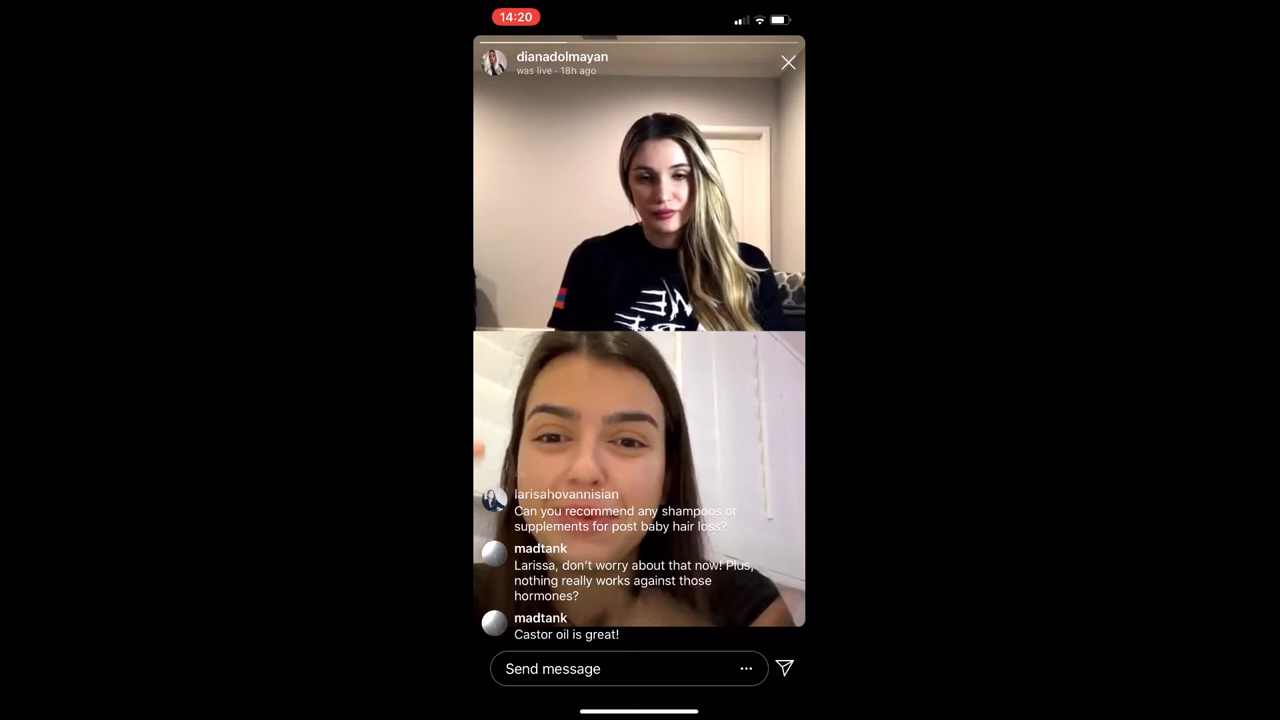 14:20
dianadolmayan
was live · 18h ago
larisahovannisian
Can you recommend any shampoos or
supplements for post baby hair loss?
madtank
Larissa, don't worry about that now! Plus,
nothing really works against those
hormones?
madtank
Castor oil is great!
Send message